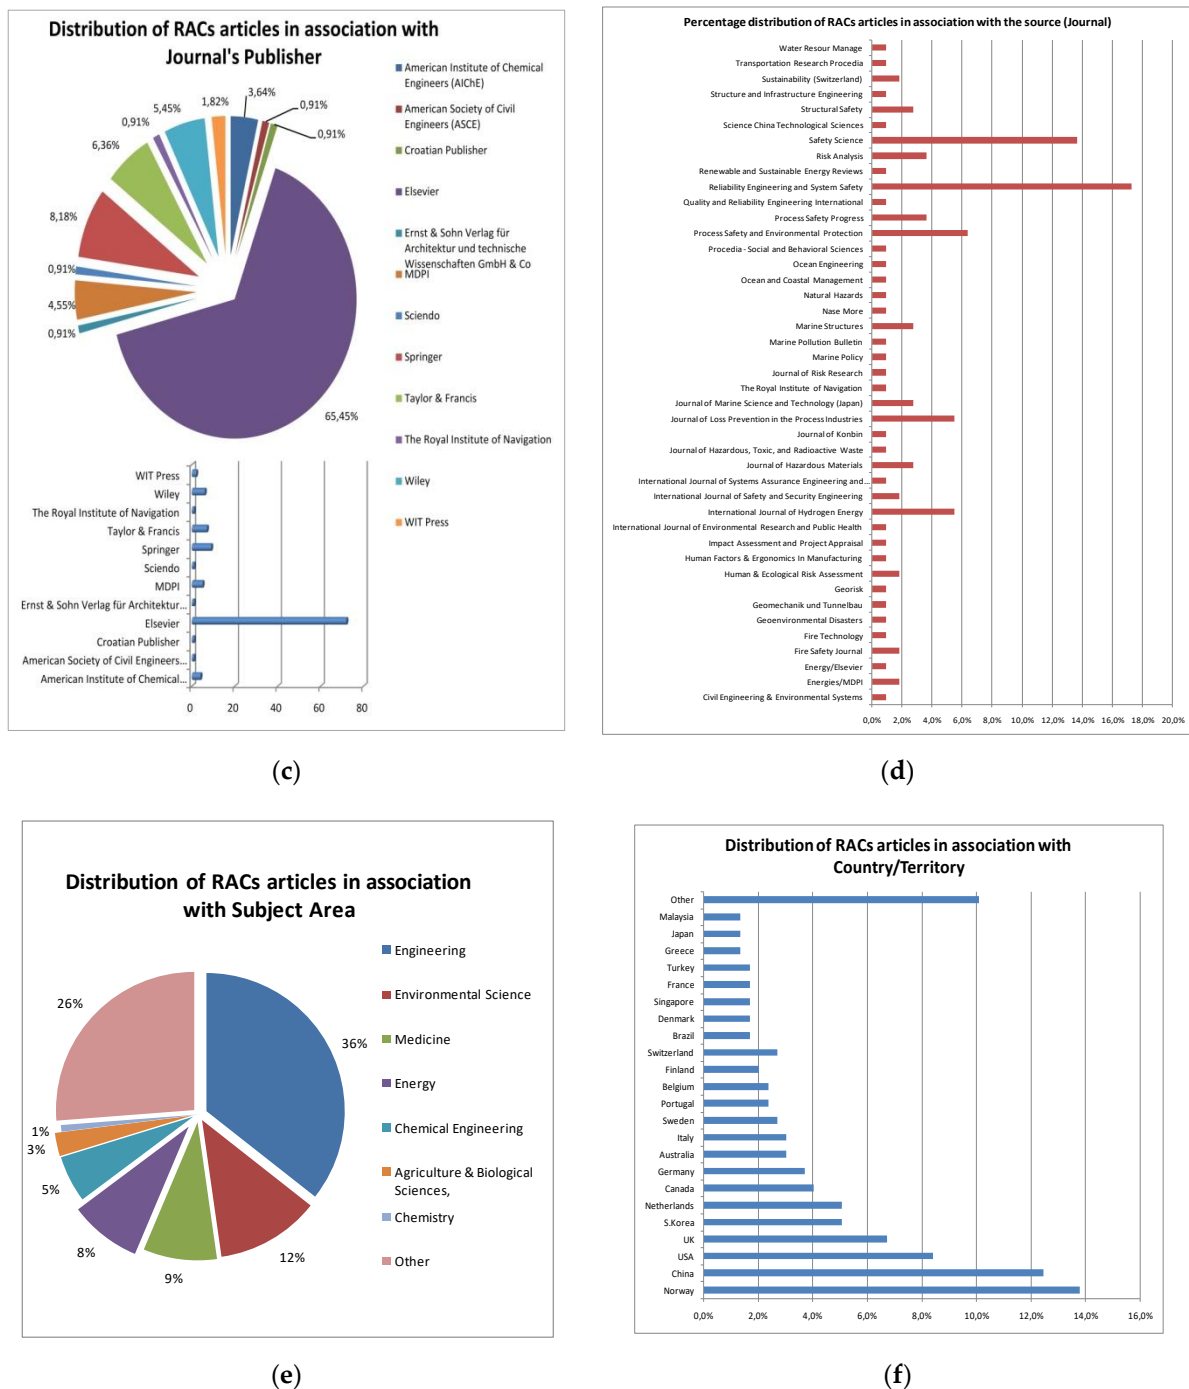 Distribution of RACs articles in association with
Journal's Publisher
3,64%
0,91%
0,91%
65,45%
0,91%
4,55%
0,91%
8,18%
6,36%
0,91%
5,45%
1,82%
American Institute of Chemical
Engineers (AIChE)
American Society of Civil
Engineers (ASCE)
Croatian Publisher
Elsevier
Ernst & Sohn Verlag für
Architektur und technische
Wissenschaften GmbH & Co
MDPI
Sciendo
Springer
Taylor & Francis
The Royal Institute of Navigation
Wiley
WIT Press
WIT Press
Wiley
The Royal Institute of Navigation
Taylor & Francis
Springer
Sciendo
MDPI
Ernst & Sohn Verlag für Architektur...
Elsevier
Croatian Publisher
American Society of Civil Engineers...
American Institute of Chemical...
0 20 40 60 80
(c)
Percentage distribution of RACs articles in association with the source (Journal)
Water Resour Manage
Transportation Research Procedia
Sustainability (Switzerland)
Structure and Infrastructure Engineering
Structural Safety
Science China Technological Sciences
Safety Science
Risk Analysis
Renewable and Sustainable Energy Reviews
Reliability Engineering and System Safety
Quality and Reliability Engineering International
Process Safety Progress
Process Safety and Environmental Protection
Procedia - Social and Behavioral Sciences
Ocean Engineering
Ocean and Coastal Management
Natural Hazards
Nase More
Marine Structures
Marine Pollution Bulletin
Marine Policy
Journal of Risk Research
The Royal Institute of Navigation
Journal of Marine Science and Technology (Japan)
Journal of Loss Prevention in the Process Industries
Journal of Konbin
Journal of Hazardous, Toxic, and Radioactive Waste
Journal of Hazardous Materials
International Journal of Systems Assurance Engineering and...
International Journal of Safety and Security Engineering
International Journal of Hydrogen Energy
International Journal of Environmental Research and Public Health
Impact Assessment and Project Appraisal
Human Factors & Ergonomics In Manufacturing
Human & Ecological Risk Assessment
Georisk
Geomechanik und Tunnelbau
Geoenvironmental Disasters
Fire Technology
Fire Safety Journal
Energy/Elsevier
Energies/MDPI
Civil Engineering & Environmental Systems
0,0% 2,0% 4,0% 6,0% 8,0% 10,0% 12,0% 14,0% 16,0% 18,0% 20,0%
(d)
Distribution of RACs articles in association
with Subject Area
36%
12%
9%
8%
5%
3%
1%
26%
Engineering
Environmental Science
Medicine
Energy
Chemical Engineering
Agriculture & Biological
Sciences,
Chemistry
Other
(e)
Distribution of RACs articles in association with
Country/Territory
Other
Malaysia
Japan
Greece
Turkey
France
Singapore
Denmark
Brazil
Switzerland
Finland
Belgium
Portugal
Sweden
Italy
Australia
Germany
Canada
Netherlands
S.Korea
UK
USA
China
Norway
0,0% 2,0% 4,0% 6,0% 8,0% 10,0% 12,0% 14,0% 16,0%
(f)